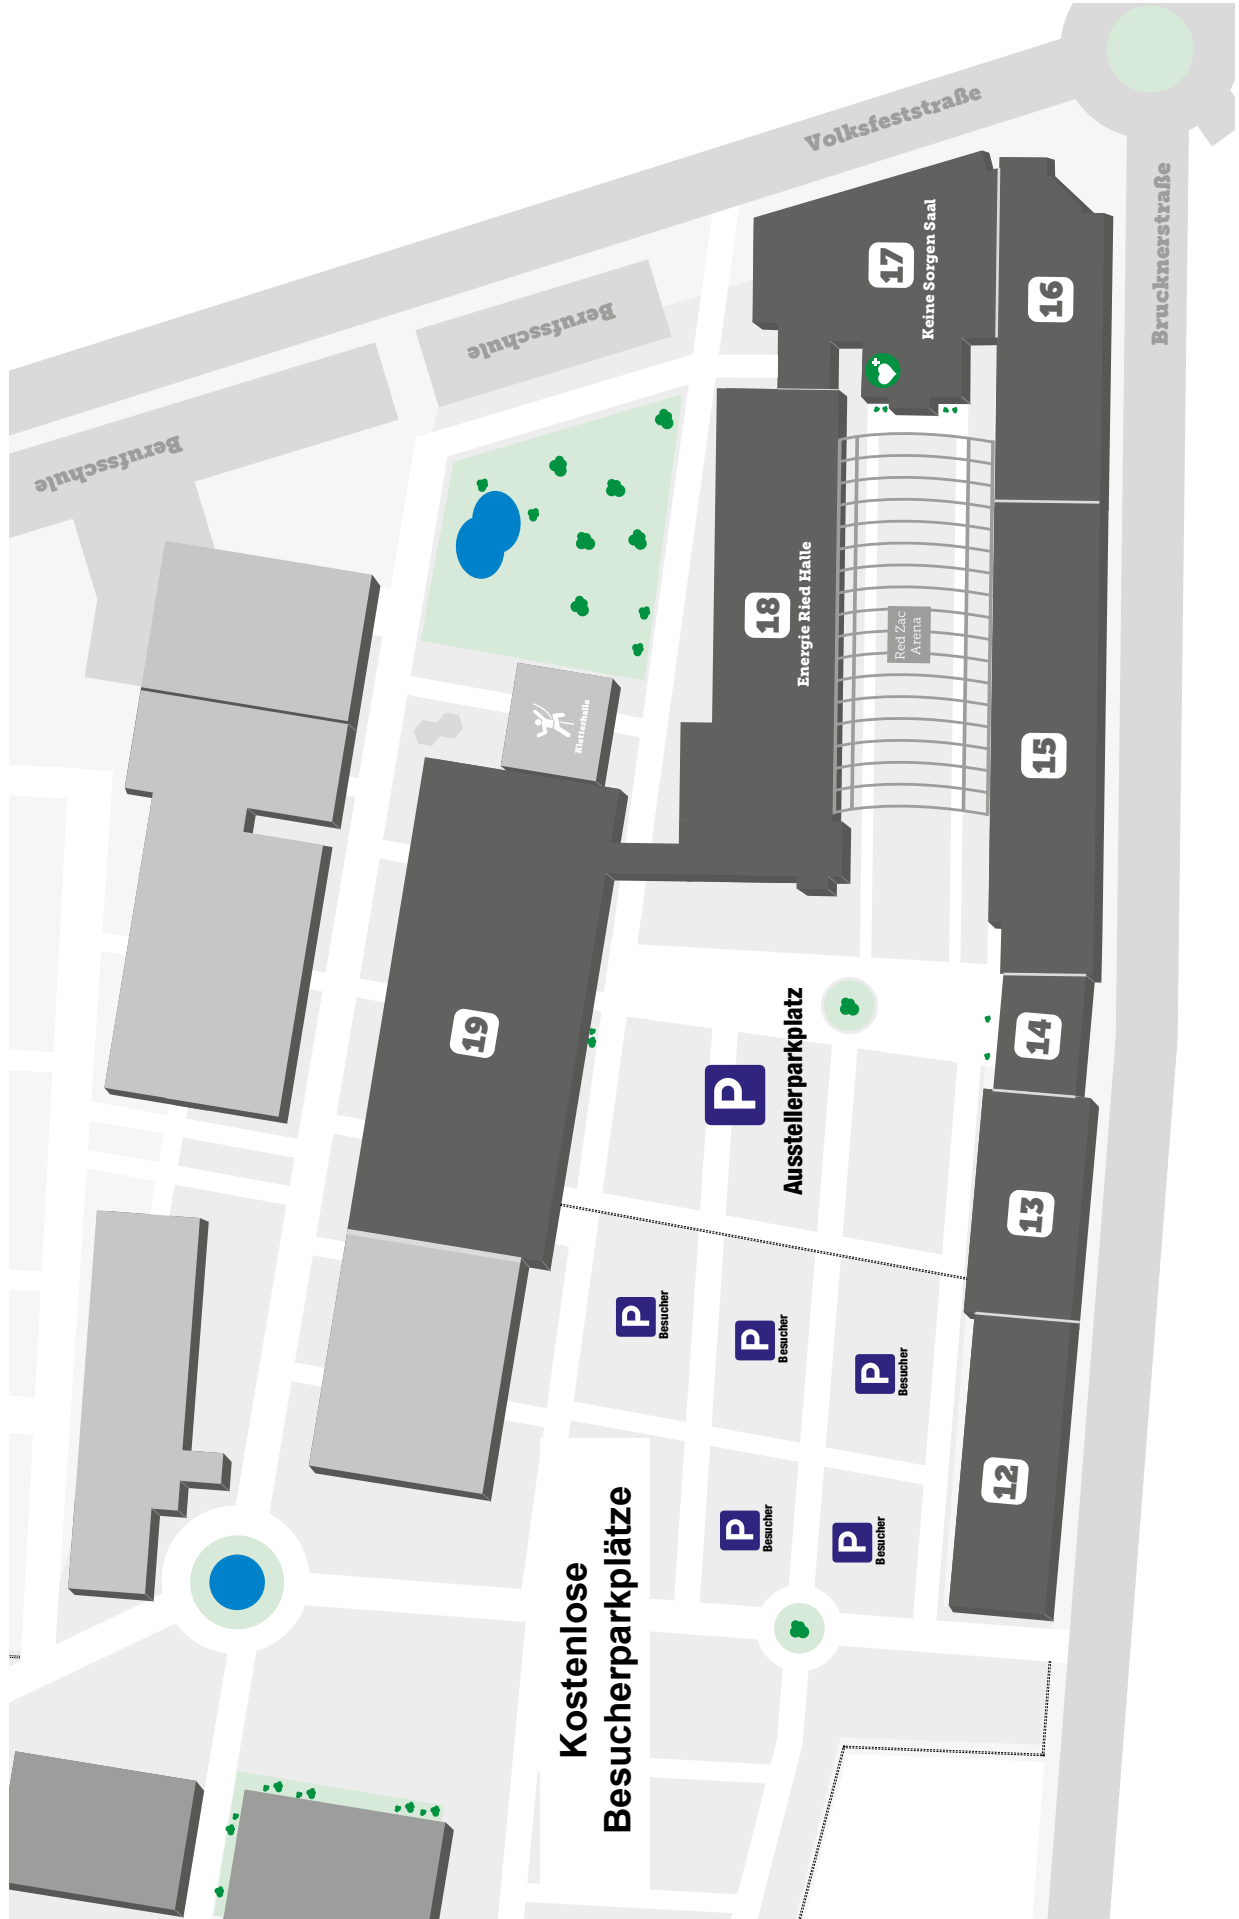 Volksfeststraße
Brucknerstraße
Berufsschule
Berufsschule
17
Keine Sorgen Saal
16
18
Energie Ried Halle
Red Zac
Arena
15
Kletterhalle
19
14
P
Ausstellerparkplatz
13
P
Besucher
P
Besucher
P
Besucher
12
P
Besucher
P
Besucher
Kostenlose
Besucherparkplätze